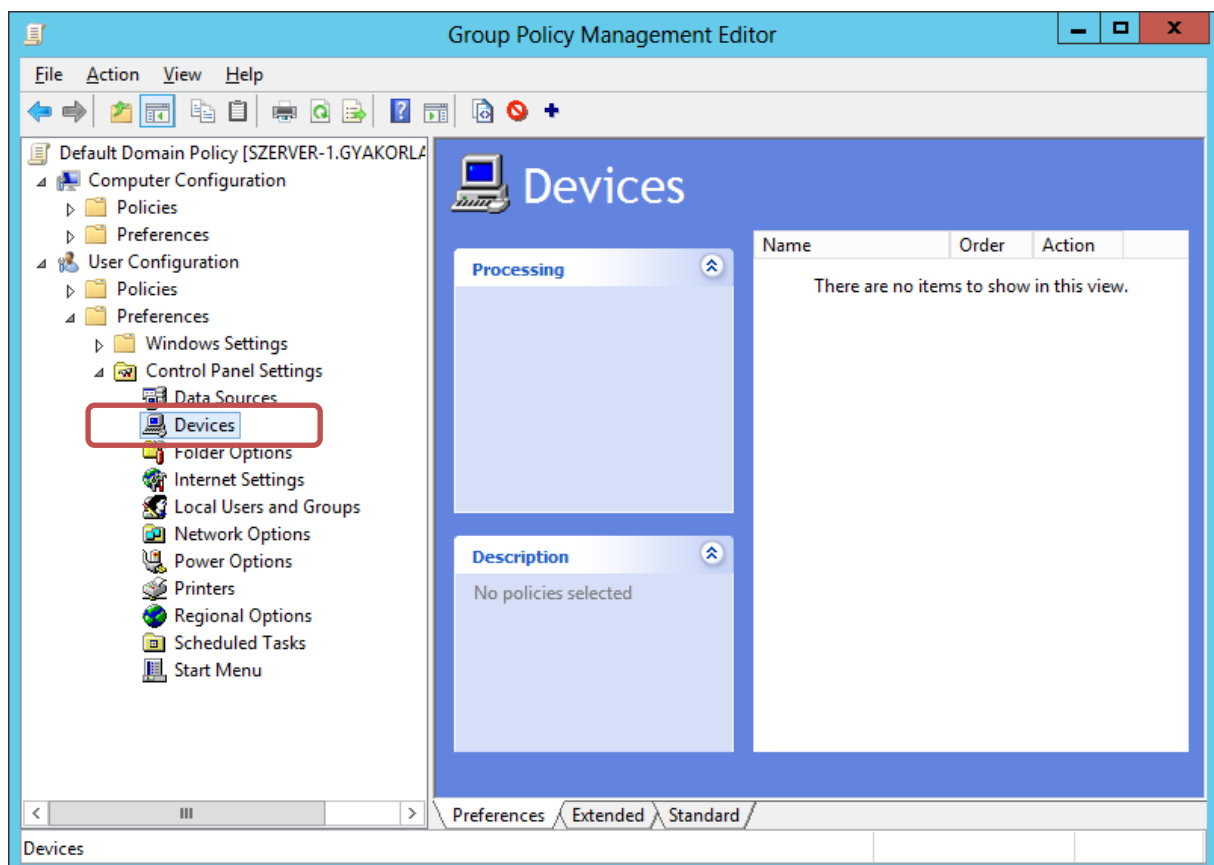 Group Policy Management Editor
File Action View Help
Default Domain Policy [SZERVER-1.GYAKORLA
Computer Configuration
Policies
Preferences
User Configuration
Policies
Preferences
Windows Settings
Control Panel Settings
Data Sources
Devices
Folder Options
Internet Settings
Local Users and Groups
Network Options
Power Options
Printers
Regional Options
Scheduled Tasks
Start Menu
Devices
Processing
Description
No policies selected
Name Order Action
There are no items to show in this view.
Preferences Extended Standard
Devices